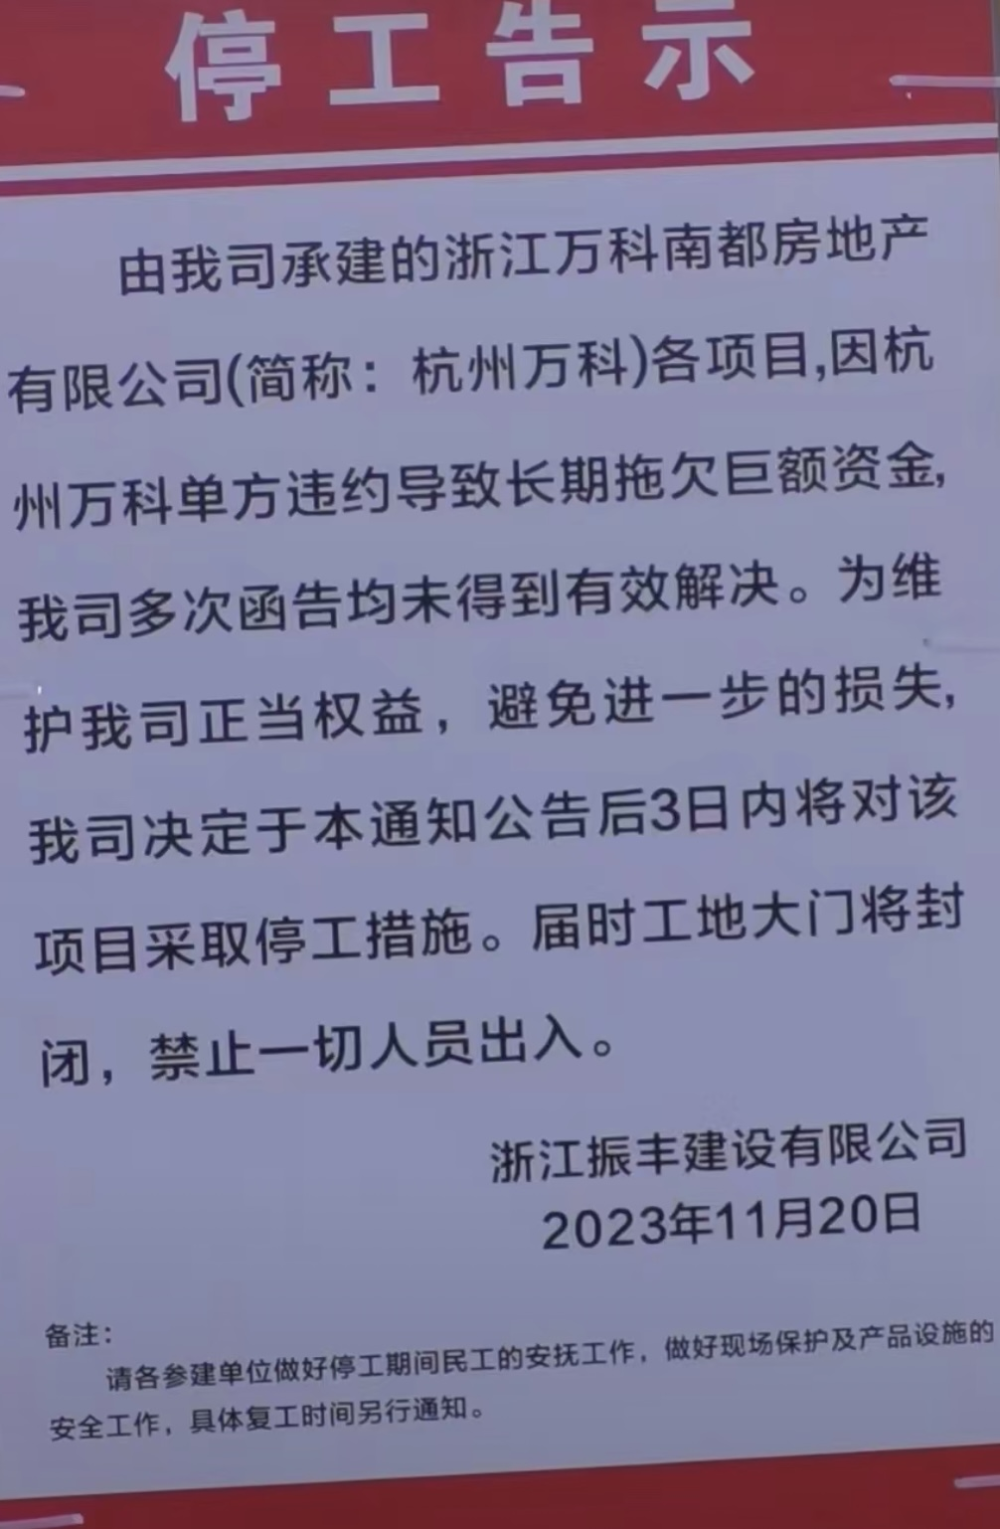 停工告示
由我司承建的浙江万科南都房地产
有限公司(简称：杭州万科)各项目,因杭
州万科单方违约导致长期拖欠巨额资金,
我司多次函告均未得到有效解决。为维
护我司正当权益，避免进一步的损失,
我司决定于本通知公告后3日内将对该
项目采取停工措施。届时工地大门将封
闭，禁止一切人员出入。
浙江振丰建设有限公司
2023年11月20日
备注：
请各参建单位做好停工期间民工的安抚工作，做好现场保护及产品设施的
安全工作，具体复工时间另行通知。